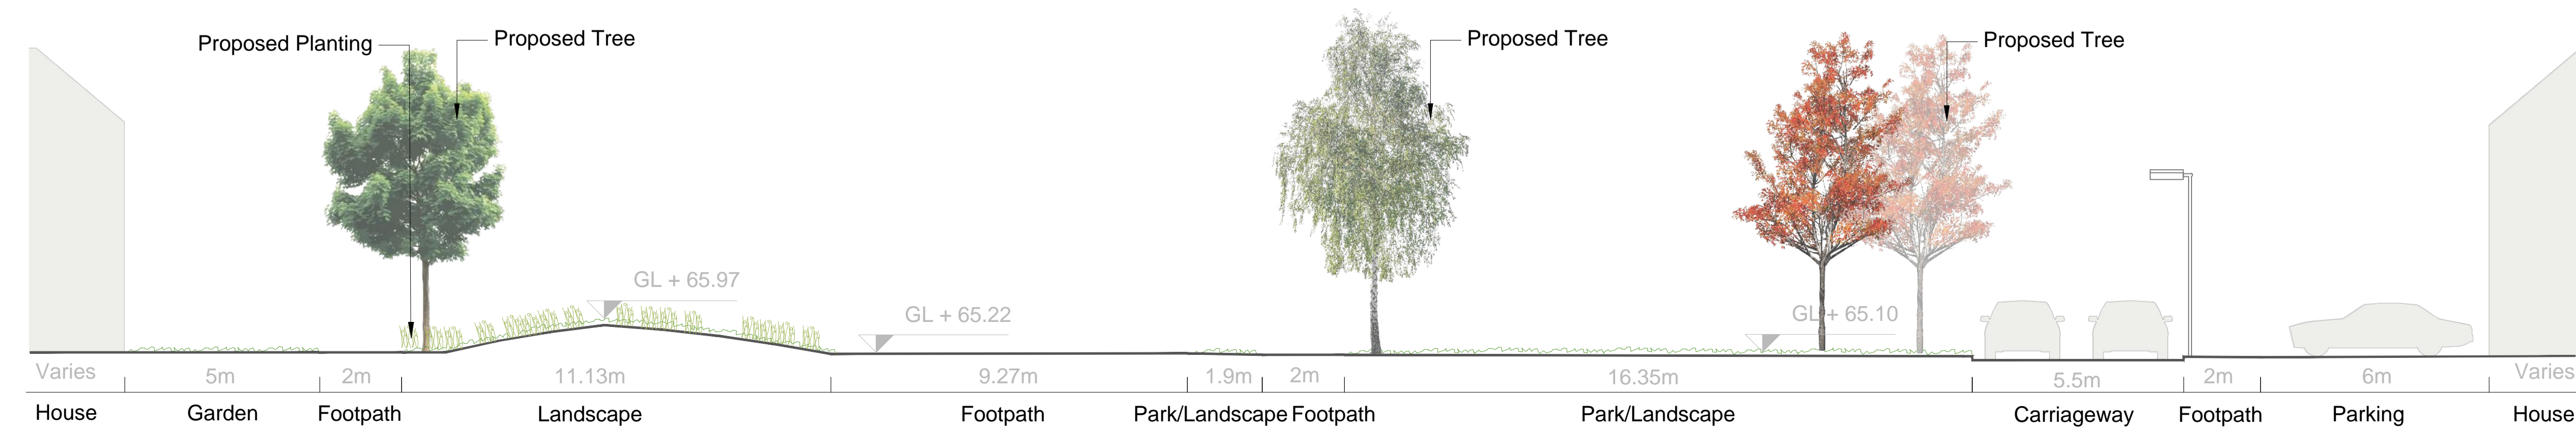 Proposed Planting
Proposed Tree
Proposed Tree
Proposed Tree
GL + 65.97
GL + 65.22
GL + 65.10
Varies 5m 2m 11.13m 9.27m 1.9m 2m 16.35m 5.5m 2m 6m Varies
House Garden Footpath Landscape Footpath Park/Landscape Footpath Park/Landscape Carriageway Footpath Parking House